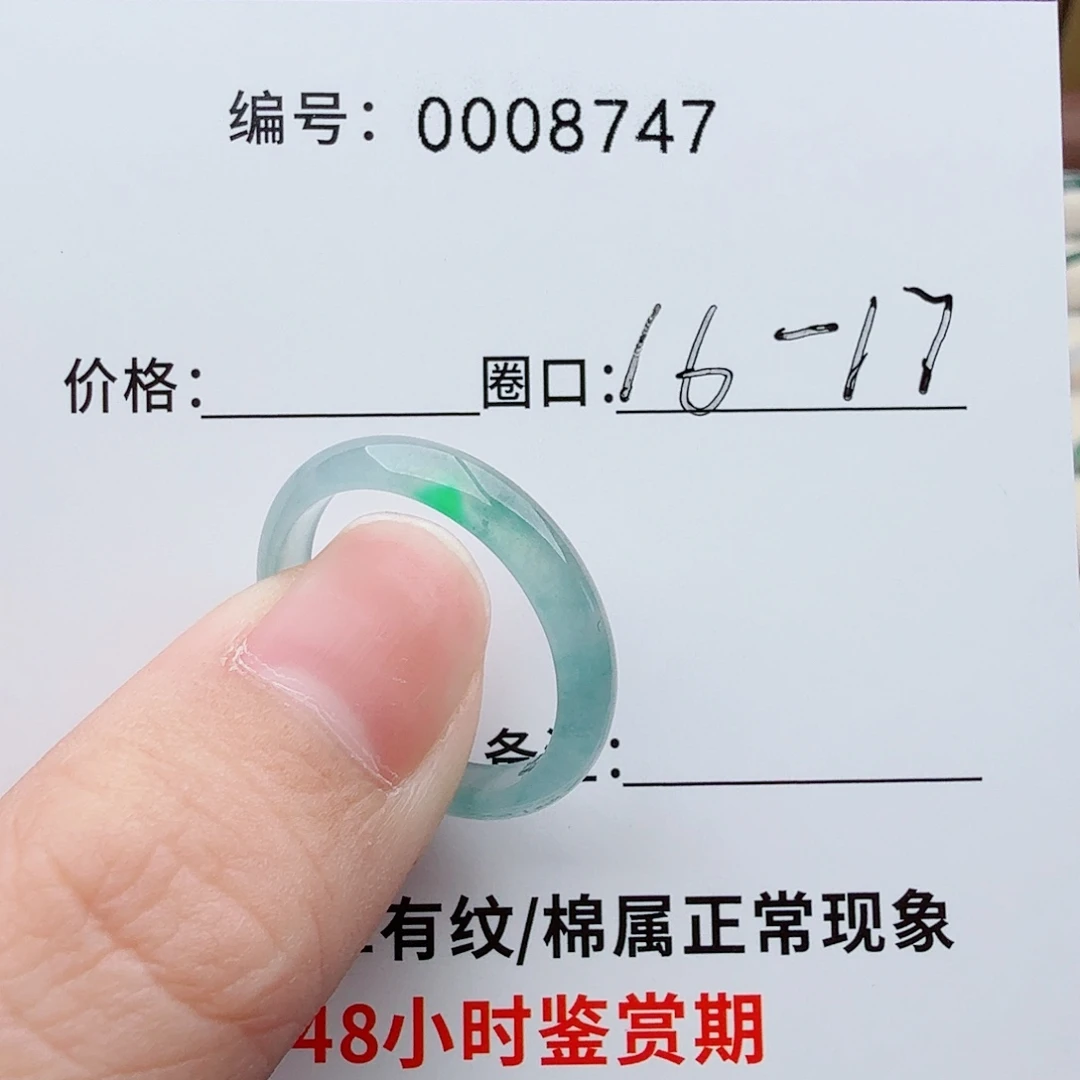 编号：0008747
价格： 圈口：16-17
：
有纹/棉属正常现象
48小时鉴赏期